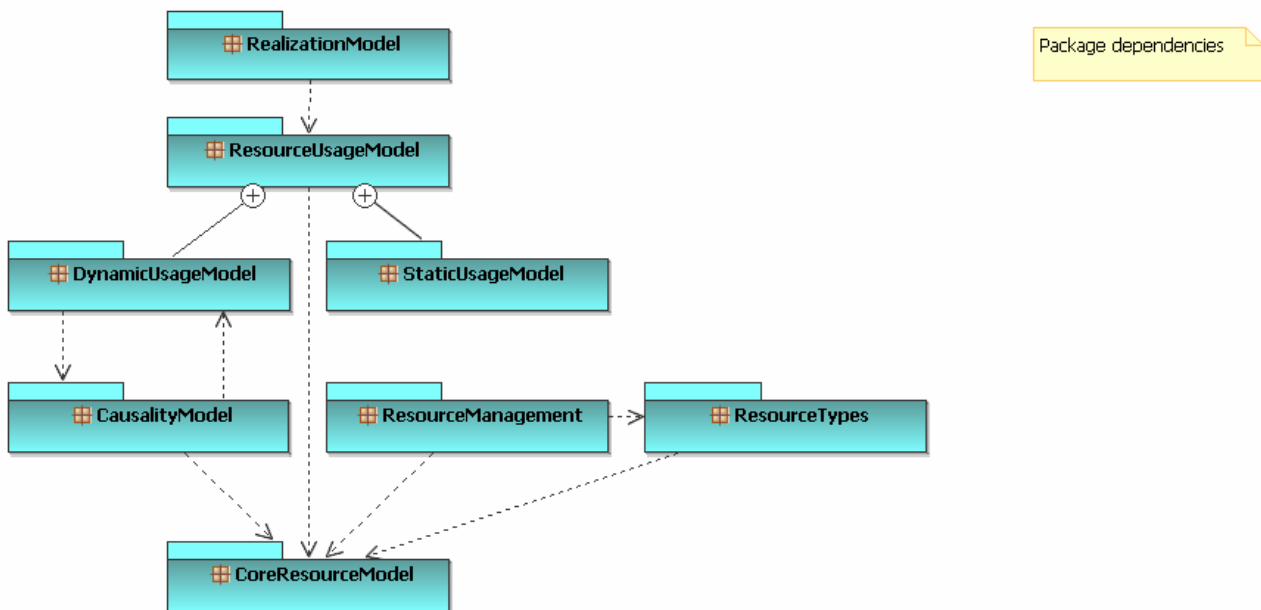 RealizationModel
Package dependencies
ResourceUsageModel
DynamicUsageModel
StaticUsageModel
CausalityModel
ResourceManagement
ResourceTypes
CoreResourceModel